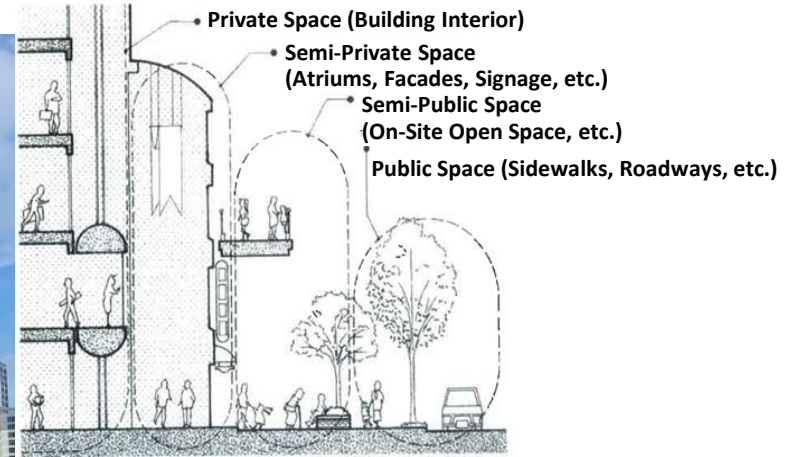 Private Space (Building Interior)
Semi-Private Space
(Atriums, Facades, Signage, etc.)
Semi-Public Space
(On-Site Open Space, etc.)
Public Space (Sidewalks, Roadways, etc.)